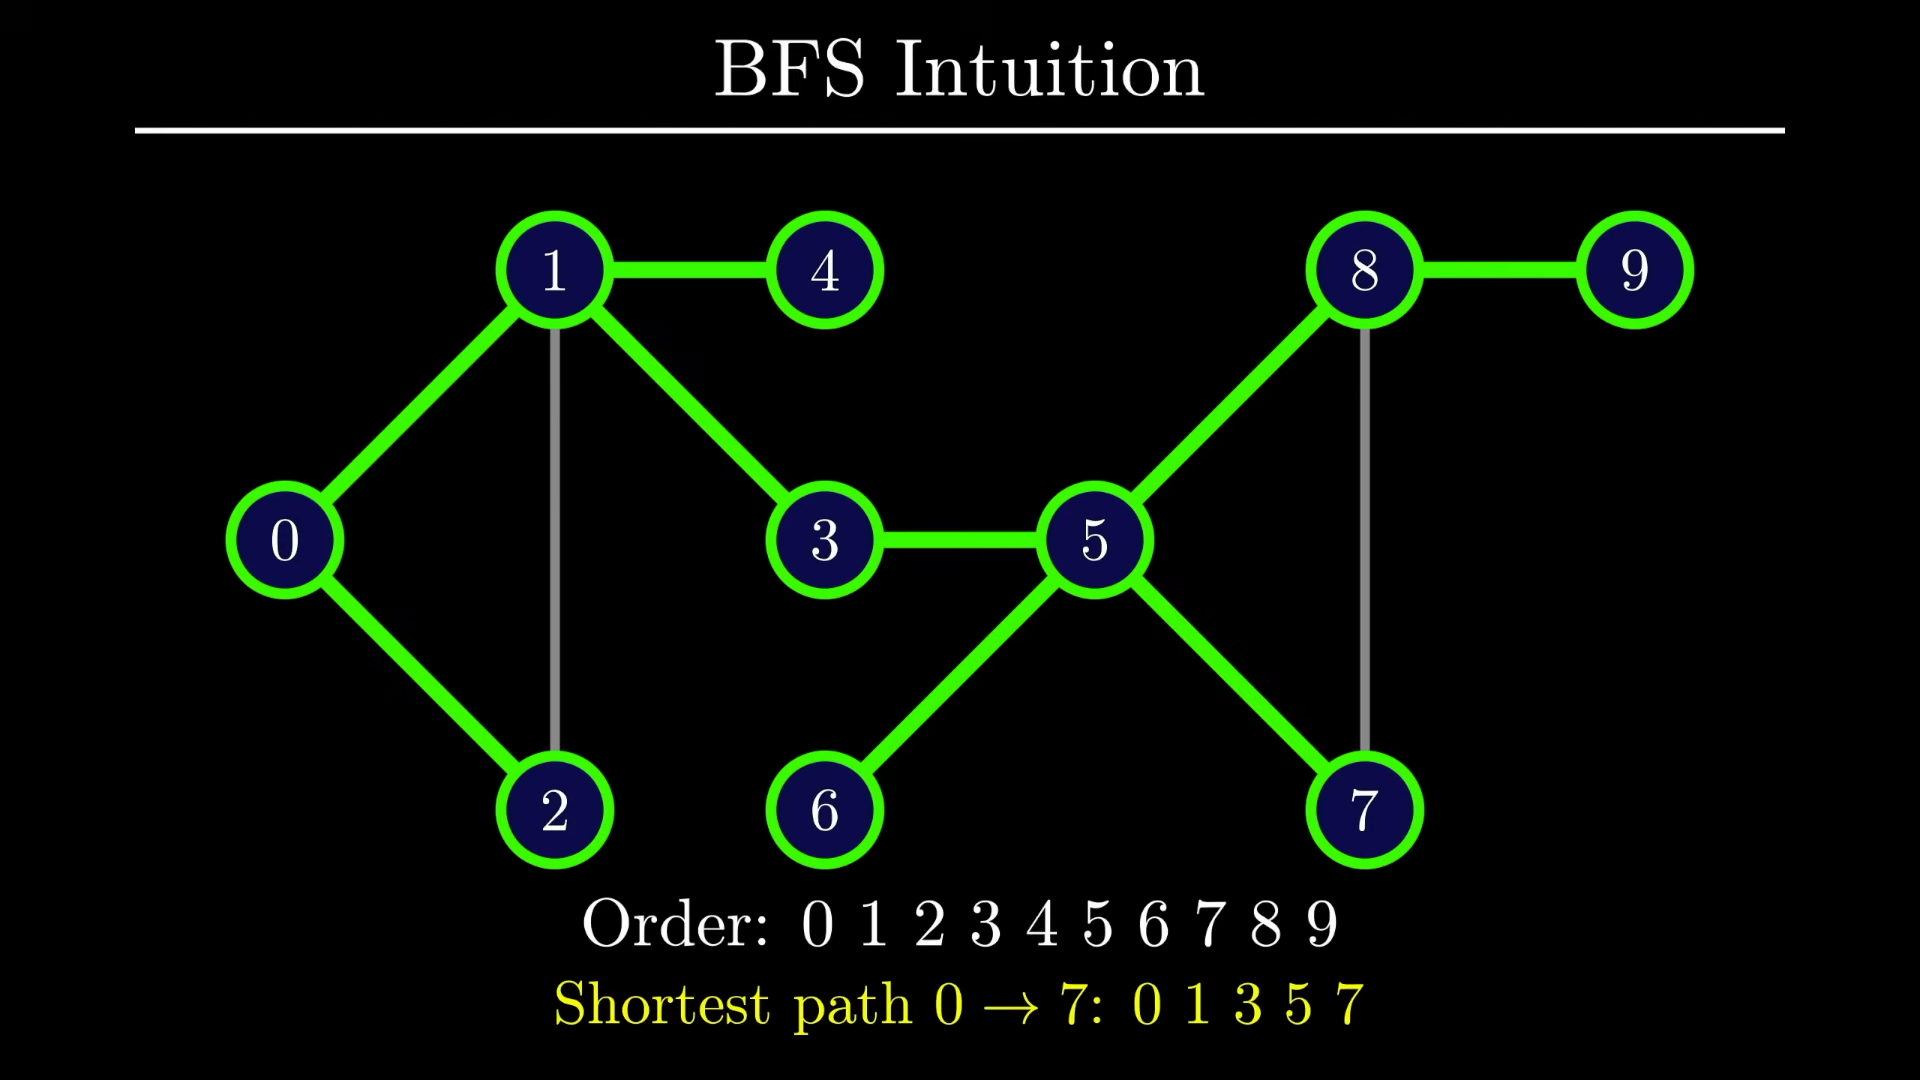 BFS Intuition
1 4 8 9
0 3 5
2 6 7
Order: 0 1 2 3 4 5 6 7 8 9
Shortest path 0 → 7: 0 1 3 5 7